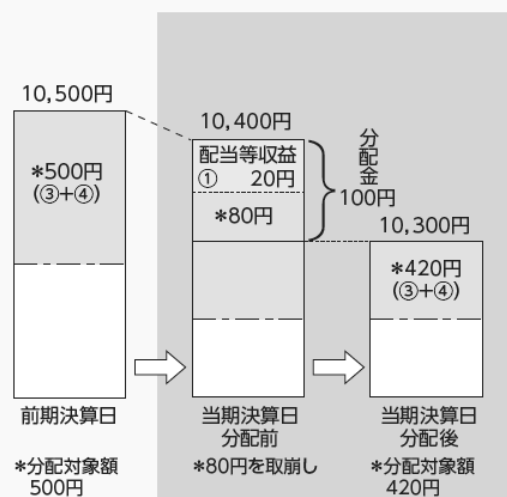 10,500円
*500円
(③+④)
前期決算日
*分配対象額
500円
10,400円
配当等収益
① 20円
*80円
分配金
100円
当期決算日
分配前
*80円を取崩し
10,300円
*420円
(③+④)
当期決算日
分配後
*分配対象額
420円